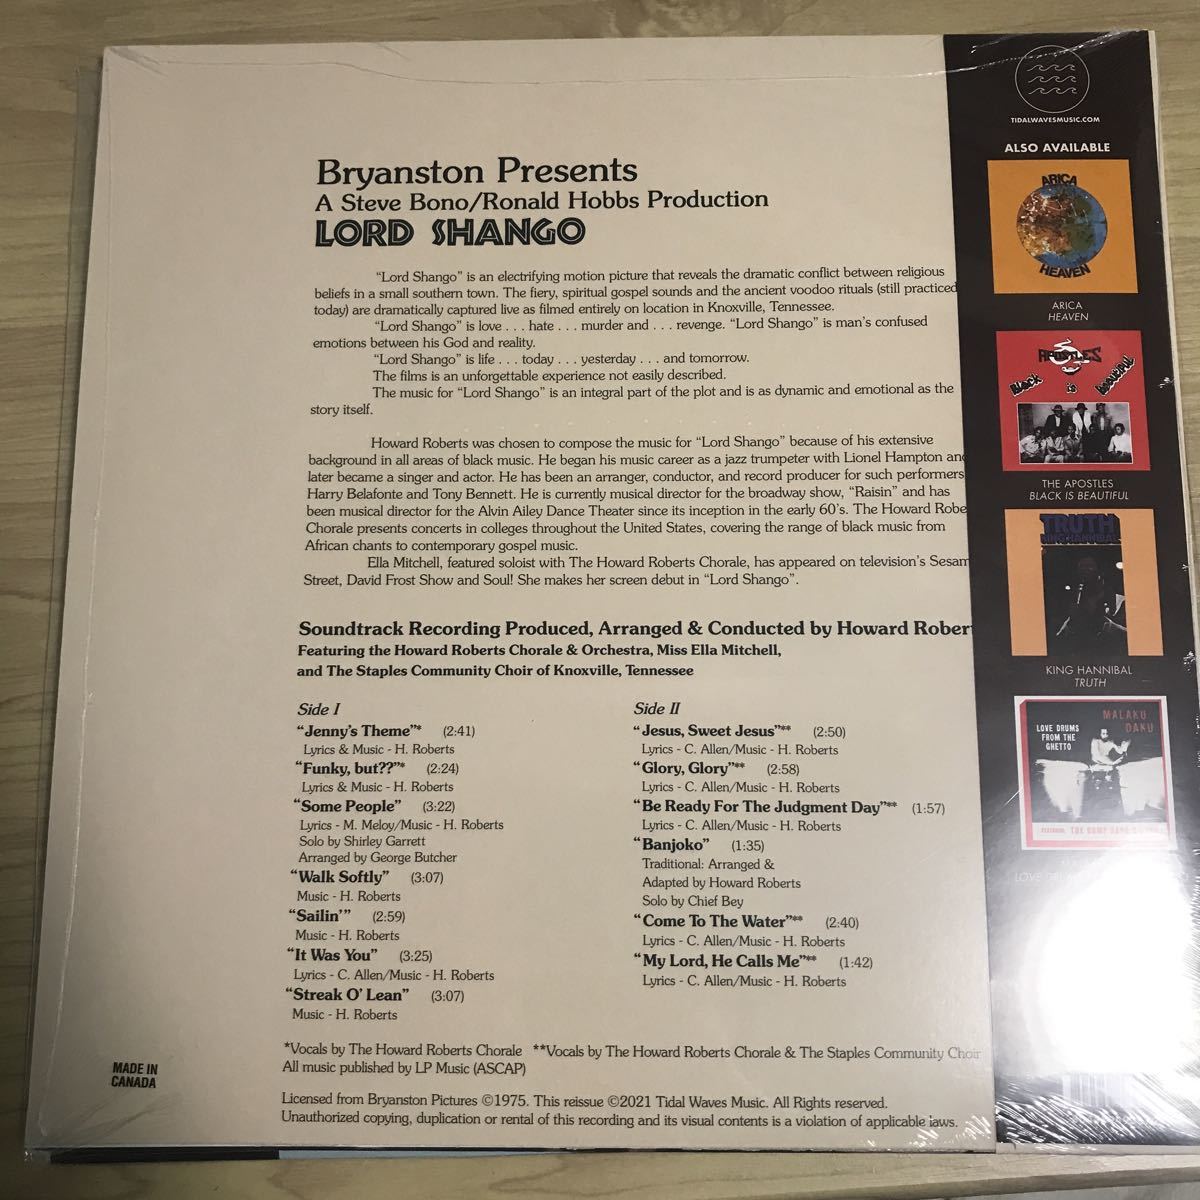 Bryanston Presents
A Steve Bono/Ronald Hobbs Production
LORD SHANGO
"Lord Shango" is an electrifying motion picture that reveals the dramatic conflict between religious
beliefs in a small southern town. The fiery, spiritual gospel sounds and the ancient voodoo rituals (still practiced
today) are dramatically captured live as filmed entirely on location in Knoxville, Tennessee.
"Lord Shango" is love . . . hate . . . murder and . . . revenge. "Lord Shango" is man's confused
emotions between his God and reality.
"Lord Shango" is life . . . today . . . yesterday . . . and tomorrow.
The films is an unforgettable experience not easily described.
The music for "Lord Shango" is an integral part of the plot and is as dynamic and emotional as the
story itself.
Howard Roberts was chosen to compose the music for "Lord Shango" because of his extensive
background in all areas of black music. He began his music career as a jazz trumpeter with Lionel Hampton and
later became a singer and actor. He has been an arranger, conductor, and record producer for such performers
Harry Belafonte and Tony Bennett. He is currently musical director for the broadway show, "Raisin" and has
been musical director for the Alvin Ailey Dance Theater since its inception in the early 60's. The Howard Robe
Chorale presents concerts in colleges throughout the United States, covering the range of black music from
African chants to contemporary gospel music.
Ella Mitchell, featured soloist with The Howard Roberts Chorale, has appeared on television's Sesam
Street, David Frost Show and Soul! She makes her screen debut in "Lord Shango".
Soundtrack Recording Produced, Arranged & Conducted by Howard Rober
Featuring the Howard Roberts Chorale & Orchestra, Miss Ella Mitchell,
and The Staples Community Choir of Knoxville, Tennessee
Side I
"Jenny's Theme"* (2:41)
Lyrics & Music - H. Roberts
"Funky, but??"* (2:24)
Lyrics & Music - H. Roberts
"Some People" (3:22)
Lyrics - M. Meloy/Music - H. Roberts
Solo by Shirley Garrett
Arranged by George Butcher
"Walk Softly" (3:07)
Music - H. Roberts
"Sailin'" (2:59)
Music - H. Roberts
"It Was You" (3:25)
Lyrics - C. Allen/Music - H. Roberts
"Streak O' Lean" (3:07)
Music - H. Roberts
Side II
"Jesus, Sweet Jesus"** (2:50)
Lyrics - C. Allen/Music - H. Roberts
"Glory, Glory"** (2:58)
Lyrics - C. Allen/Music - H. Roberts
"Be Ready For The Judgment Day"** (1:57)
Lyrics - C. Allen/Music - H. Roberts
"Banjoko" (1:35)
Traditional: Arranged &
Adapted by Howard Roberts
Solo by Chief Bey
"Come To The Water"** (2:40)
Lyrics - C. Allen/Music - H. Roberts
"My Lord, He Calls Me"** (1:42)
Lyrics - C. Allen/Music - H. Roberts
*Vocals by The Howard Roberts Chorale **Vocals by The Howard Roberts Chorale & The Staples Community Choir
All music published by LP Music (ASCAP)
MADE IN
CANADA
Licensed from Bryanston Pictures ©1975. This reissue ©2021 Tidal Waves Music. All Rights reserved.
Unauthorized copying, duplication or rental of this recording and its visual contents is a violation of applicable laws.
TIDALWAVESMUSIC.COM
ALSO AVAILABLE
ARICA
HEAVEN
ARICA
HEAVEN
APOSTLES
Black is beautiful
THE APOSTLES
BLACK IS BEAUTIFUL
TRUTH
KING HANNIBAL
KING HANNIBAL
TRUTH
MALAKU
DAKU
LOVE DRUMS
FROM THE
GHETTO
LOVE